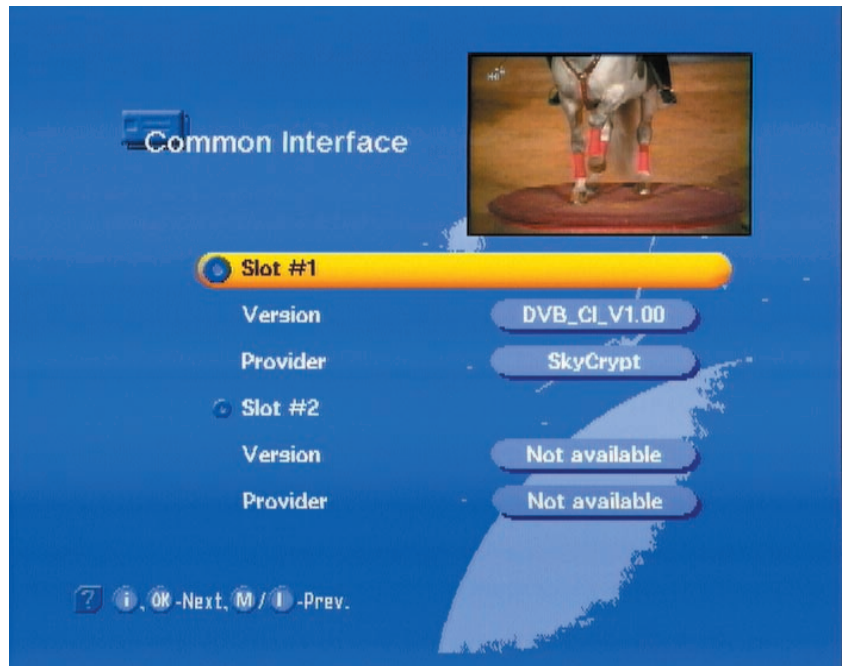 Common Interface
Slot #1
Version DVB_CI_V1.00
Provider SkyCrypt
Slot #2
Version Not available
Provider Not available
? i, OK -Next, M / I -Prev.